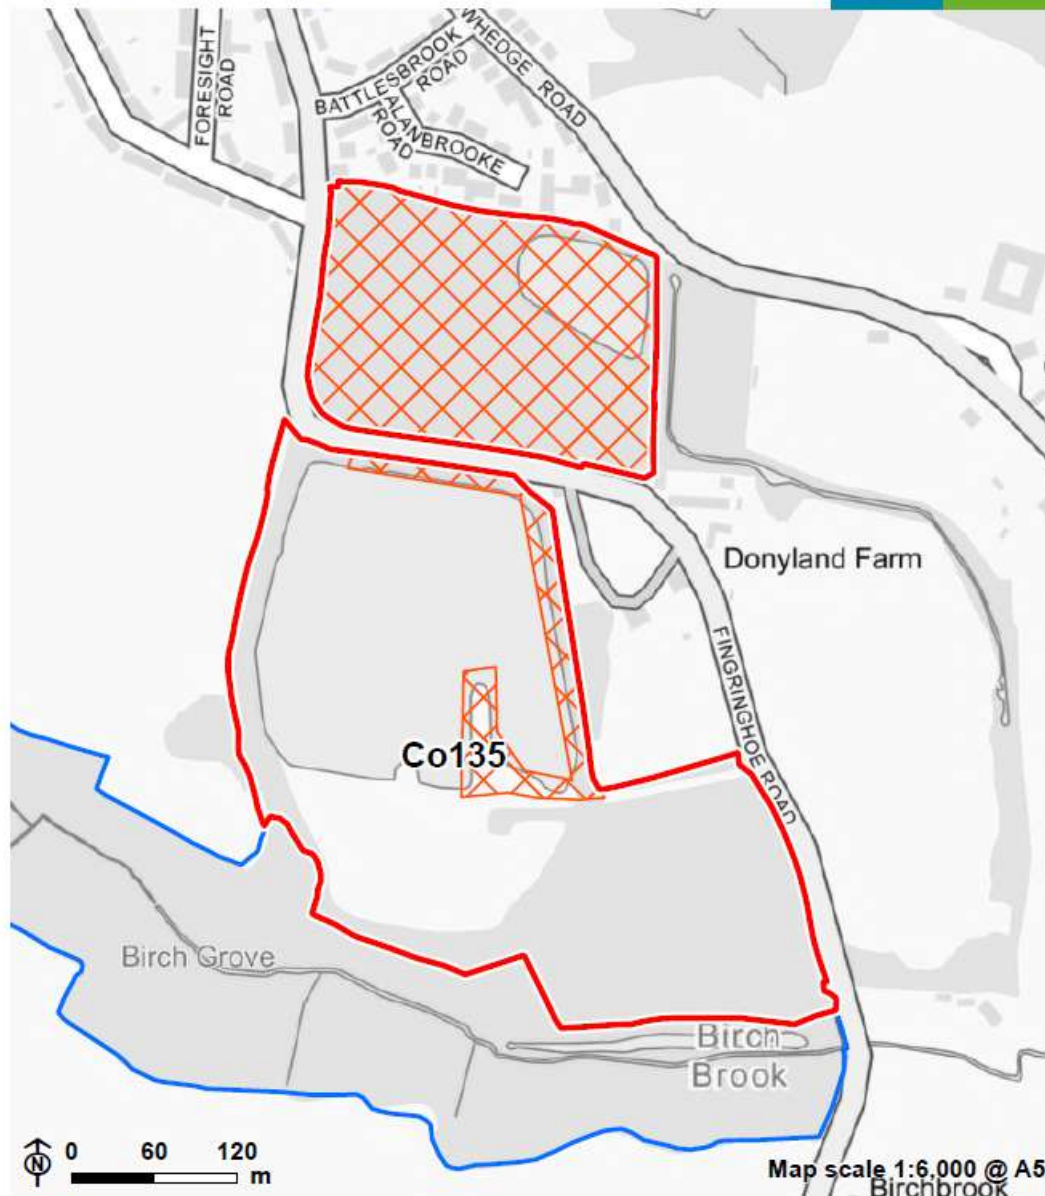 FORESIGHT
ROAD
BATTLESBROOK
ROAD
ALANBROOKE
ROAD
WHEDGE ROAD
Donyland Farm
FINGRINGHOE ROAD
Co135
Birch Grove
Birch
Brook
N
0 60 120
m
Map scale 1:6,000 @ A5
Birchbrook